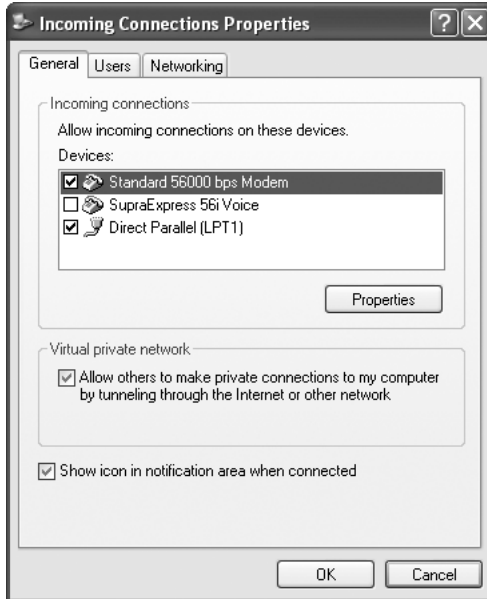 Incoming Connections Properties
General Users Networking
Incoming connections
Allow incoming connections on these devices.
Devices:
Standard 56000 bps Modem
SupraExpress 56i Voice
Direct Parallel (LPT1)
Properties
Virtual private network
Allow others to make private connections to my computer
by tunneling through the Internet or other network
Show icon in notification area when connected
OK Cancel